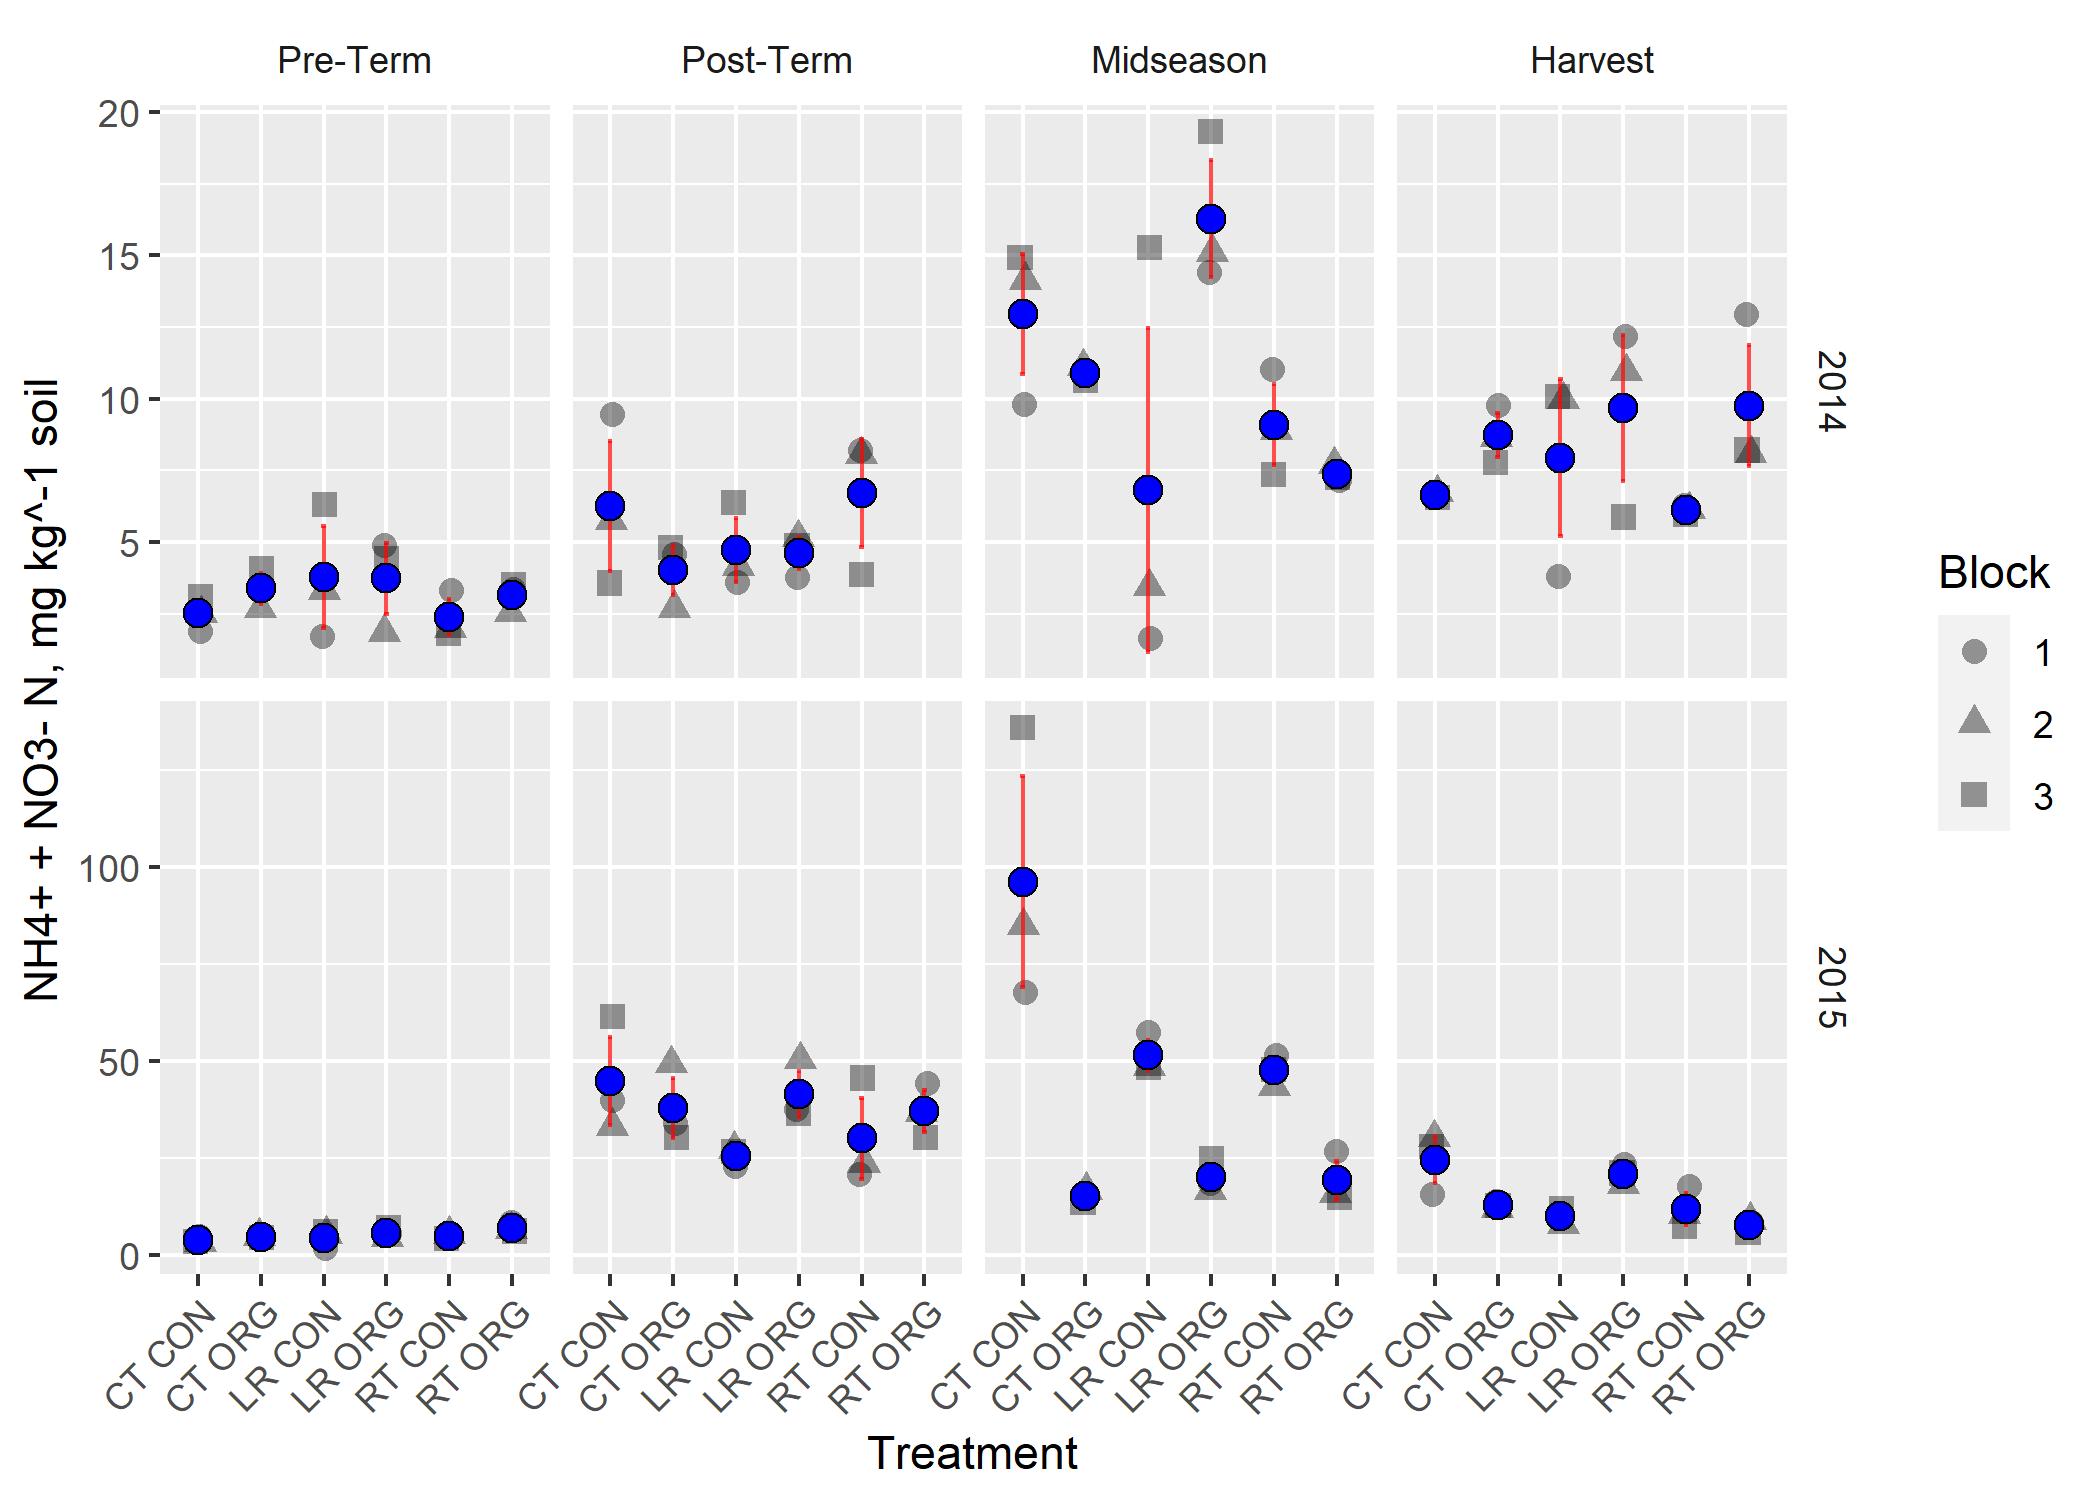 Pre-Term Post-Term Midseason Harvest
20
15
10
5
2014
100
50
0
2015
NH4+ + NO3- N, mg kg^-1 soil
CT CON CT ORG LR CON LR ORG RT CON RT ORG CT CON CT ORG LR CON LR ORG RT CON RT ORG CT CON CT ORG LR CON LR ORG RT CON RT ORG CT CON CT ORG LR CON LR ORG RT CON RT ORG
Treatment
Block
1
2
3